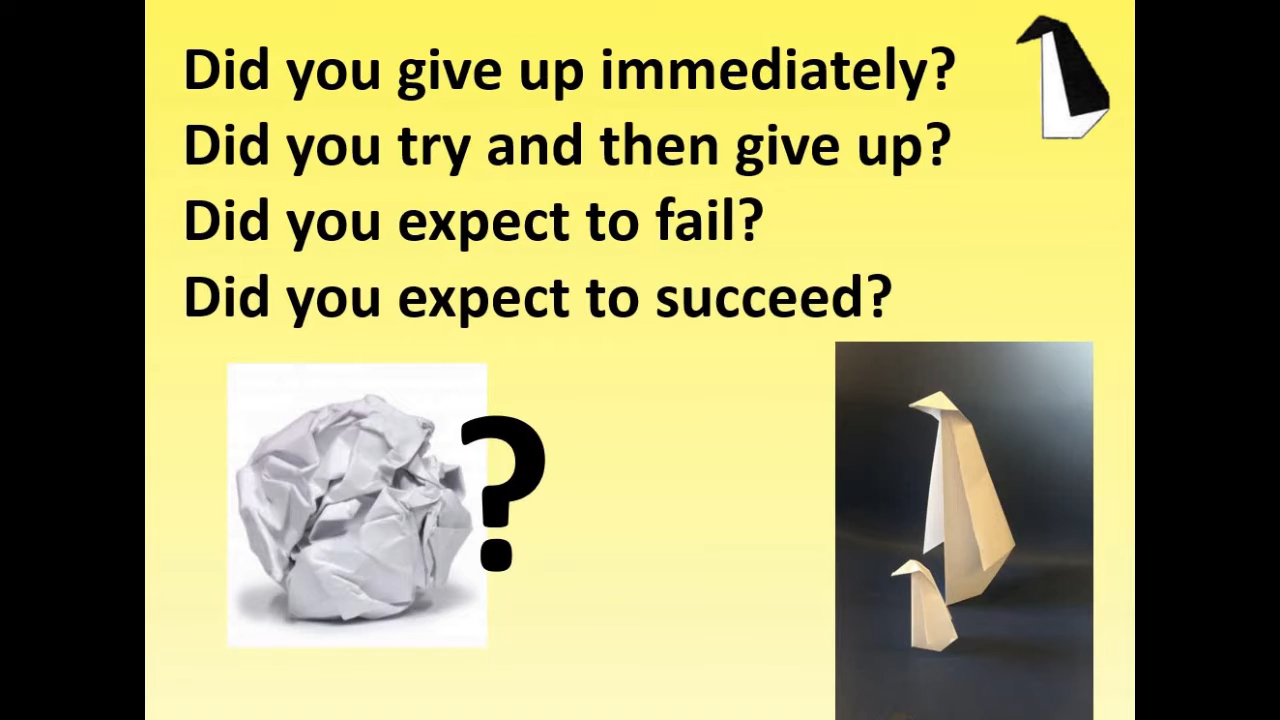 Did you give up immediately?
Did you try and then give up?
Did you expect to fail?
Did you expect to succeed?
?